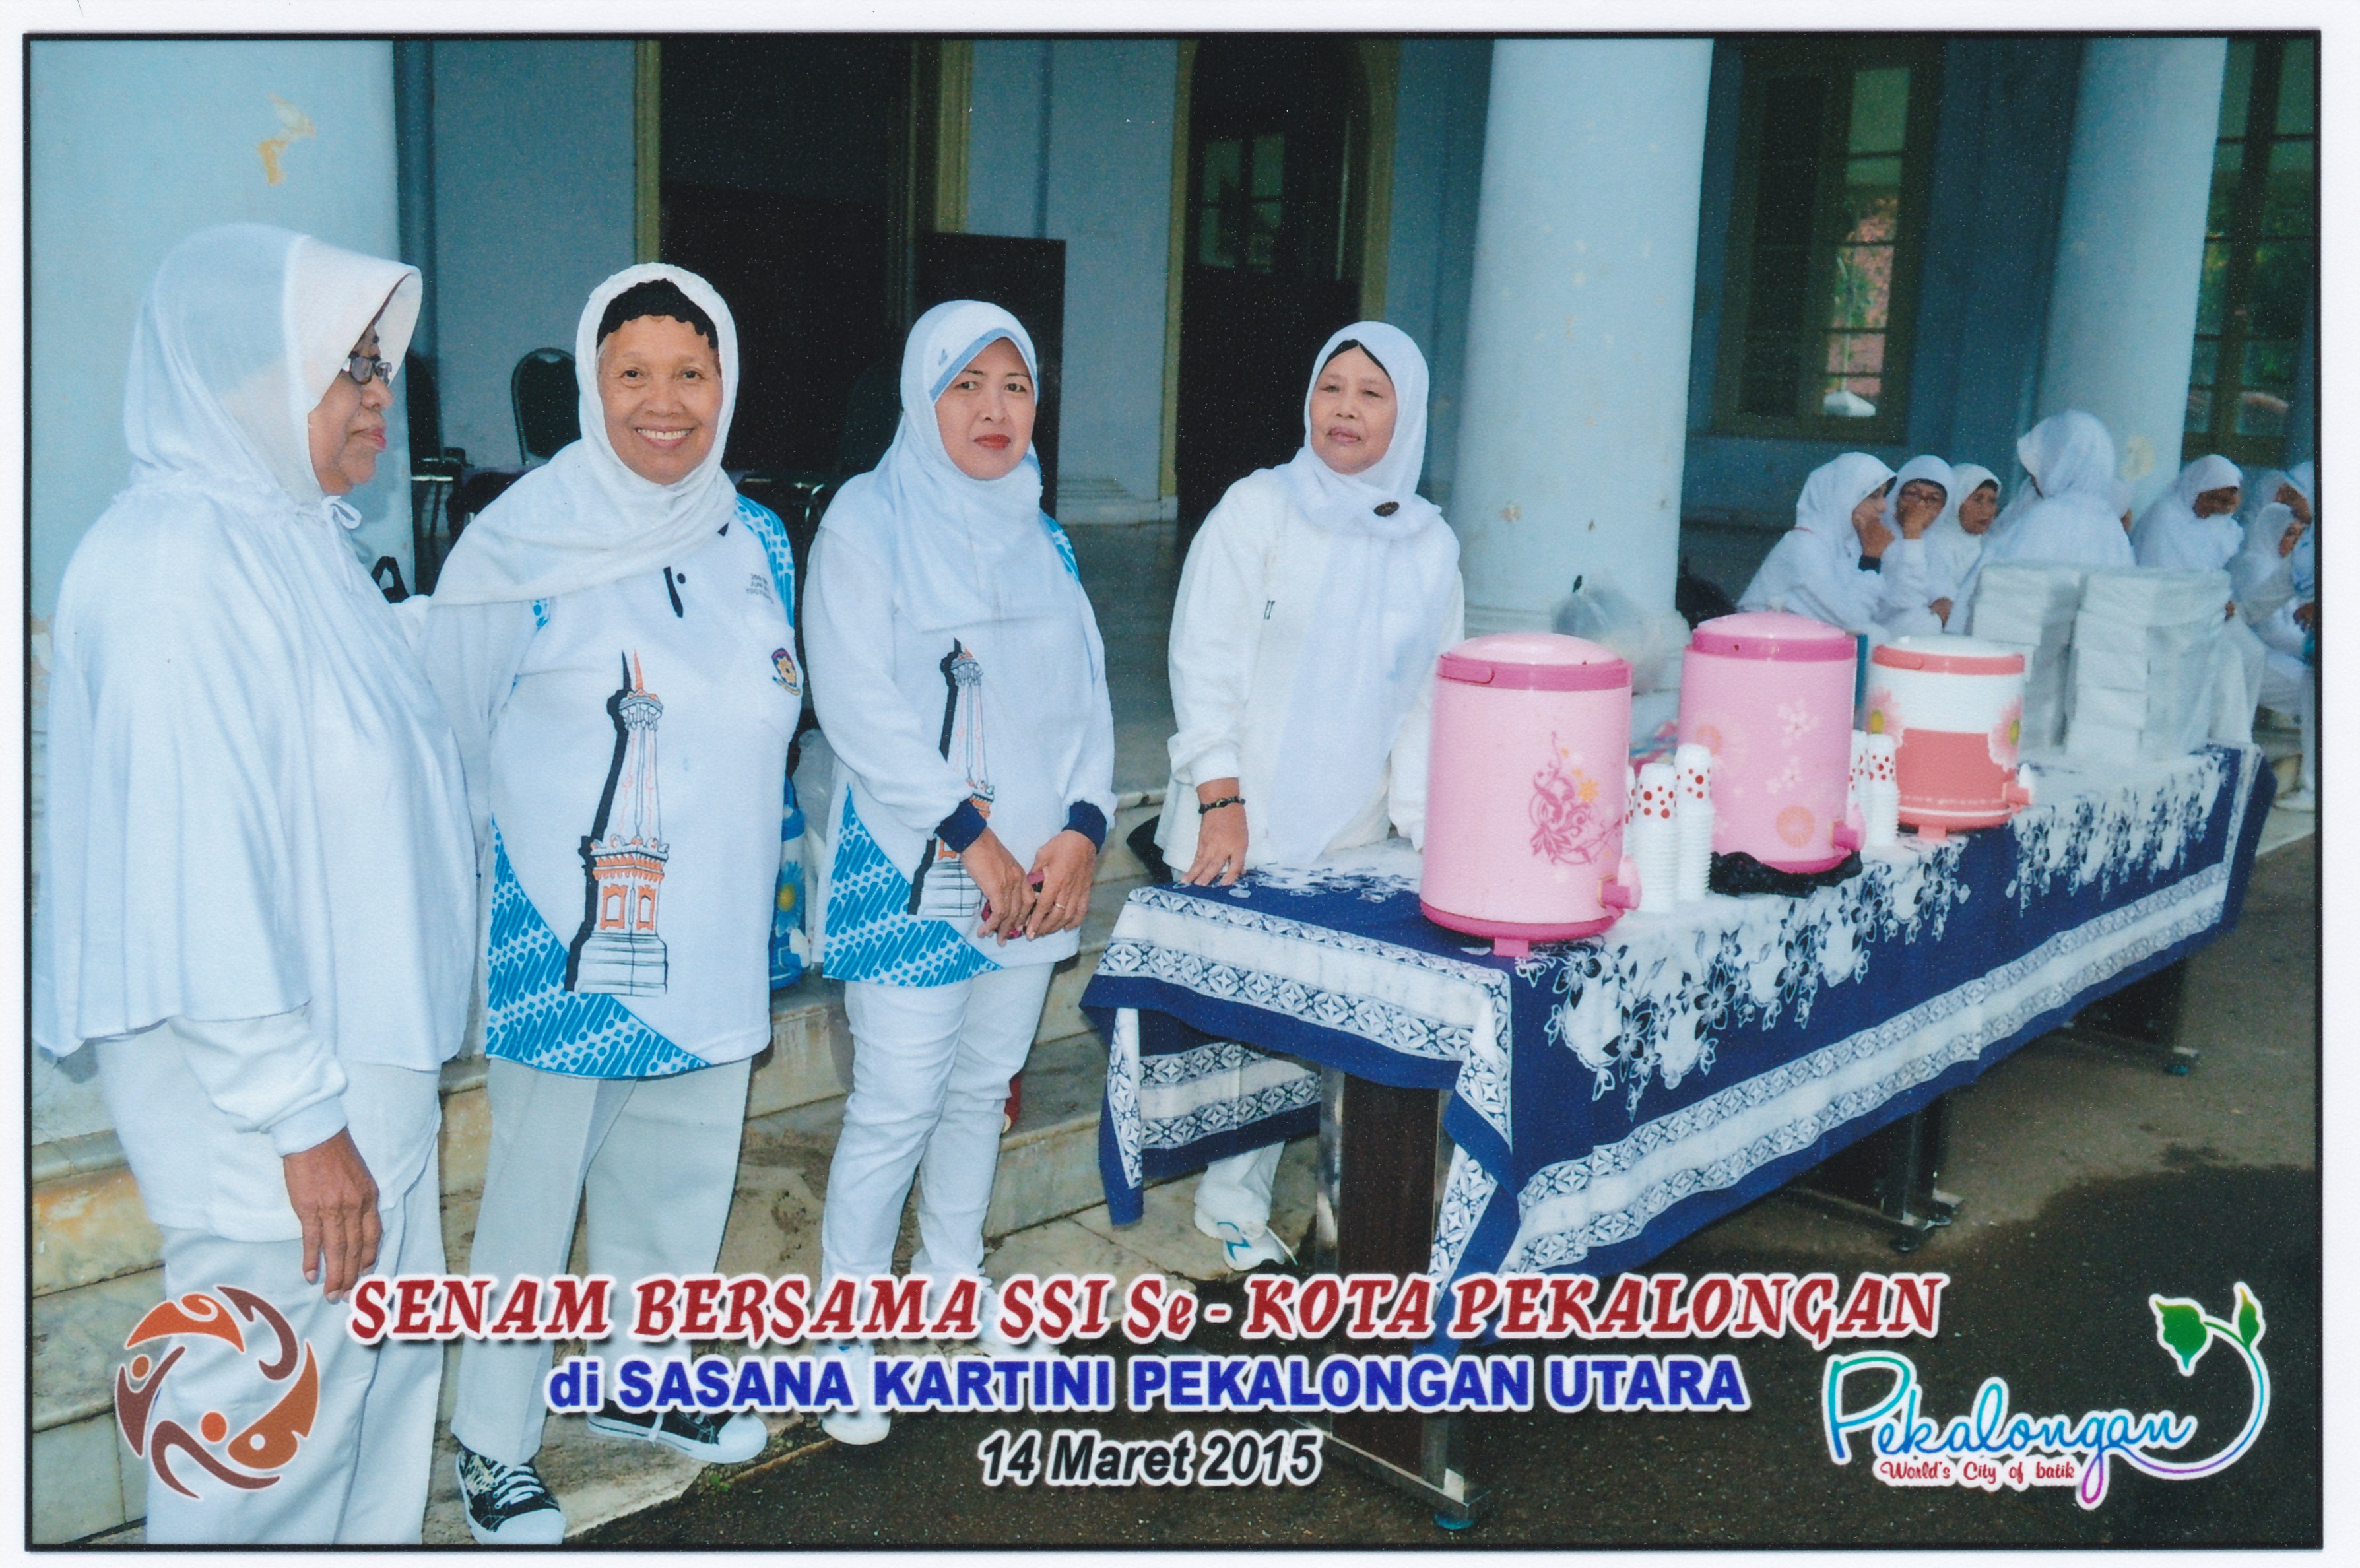 SENAM BERSAMA SSI Se - KOTA PEKALONGAN
di SASANA KARTINI PEKALONGAN UTARA
14 Maret 2015
Pekalongan
World's City of batik